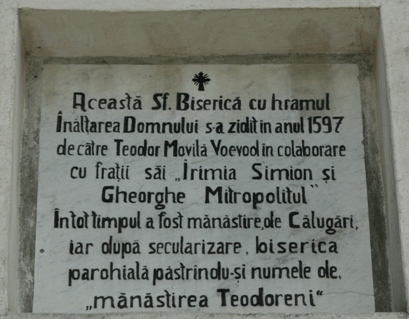 Această Sf. Biserică cu hramul
Înălțarea Domnului s-a zidit în anul 1597
de către Teodor Movilă Voevod în colaborare
cu frații săi „Irimia Simion și
Gheorghe Mitropolitul"
În tot timpul a fost mănăstire, de Călugări,
iar după secularizare, biserica
parohială păstrîndu-și numele de.
„mănăstirea Teodoreni"